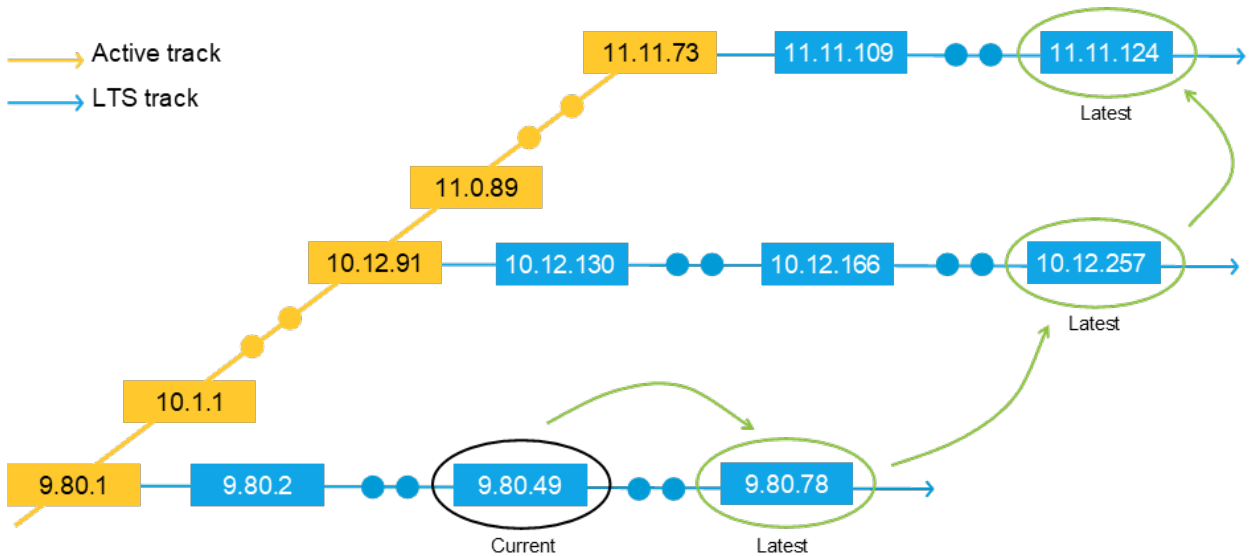 Active track
LTS track
11.11.73
11.11.109
11.11.124
Latest
11.0.89
10.12.91
10.12.130
10.12.166
10.12.257
Latest
10.1.1
9.80.1
9.80.2
9.80.49
9.80.78
Current
Latest